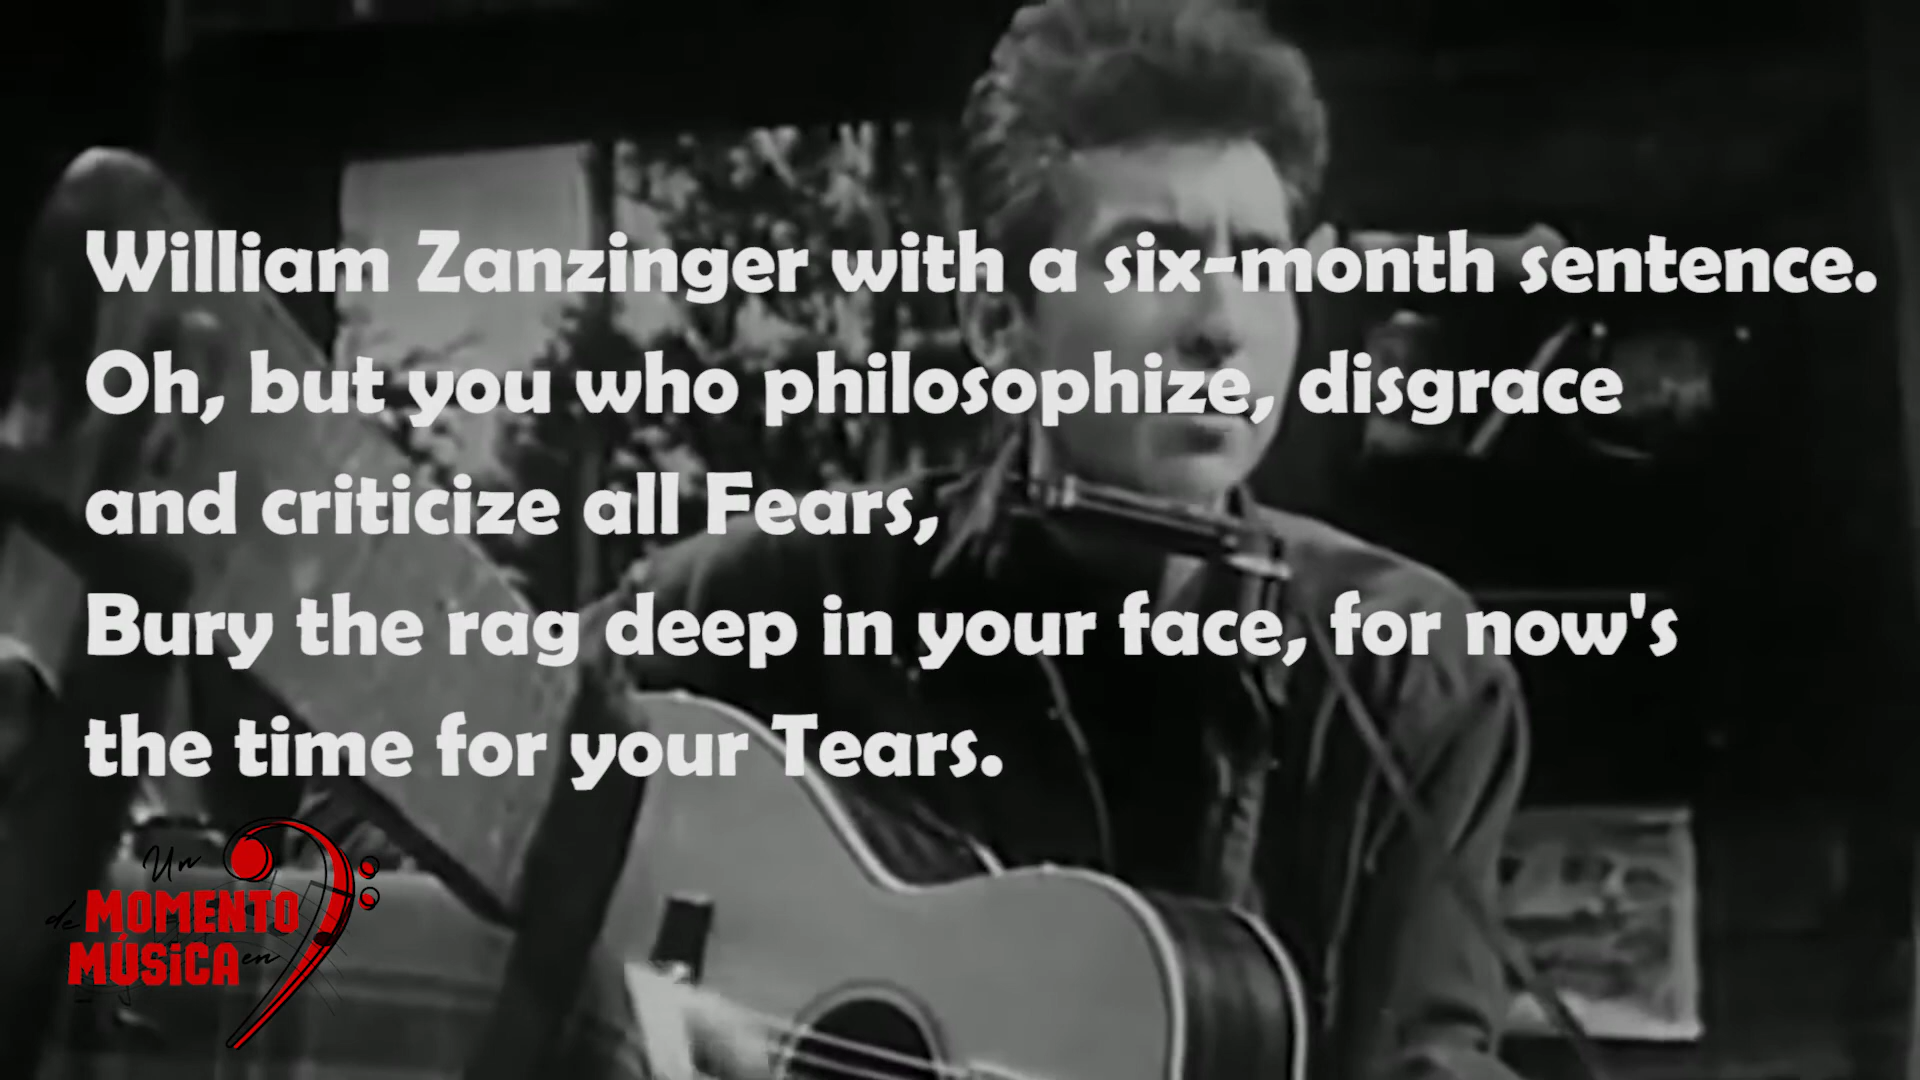 William Zanzinger with a six-month sentence.
Oh, but you who philosophize, disgrace
and criticize all Fears,
Bury the rag deep in your face, for now's
the time for your Tears.
Un
de MOMENTO
MÚSiCA en